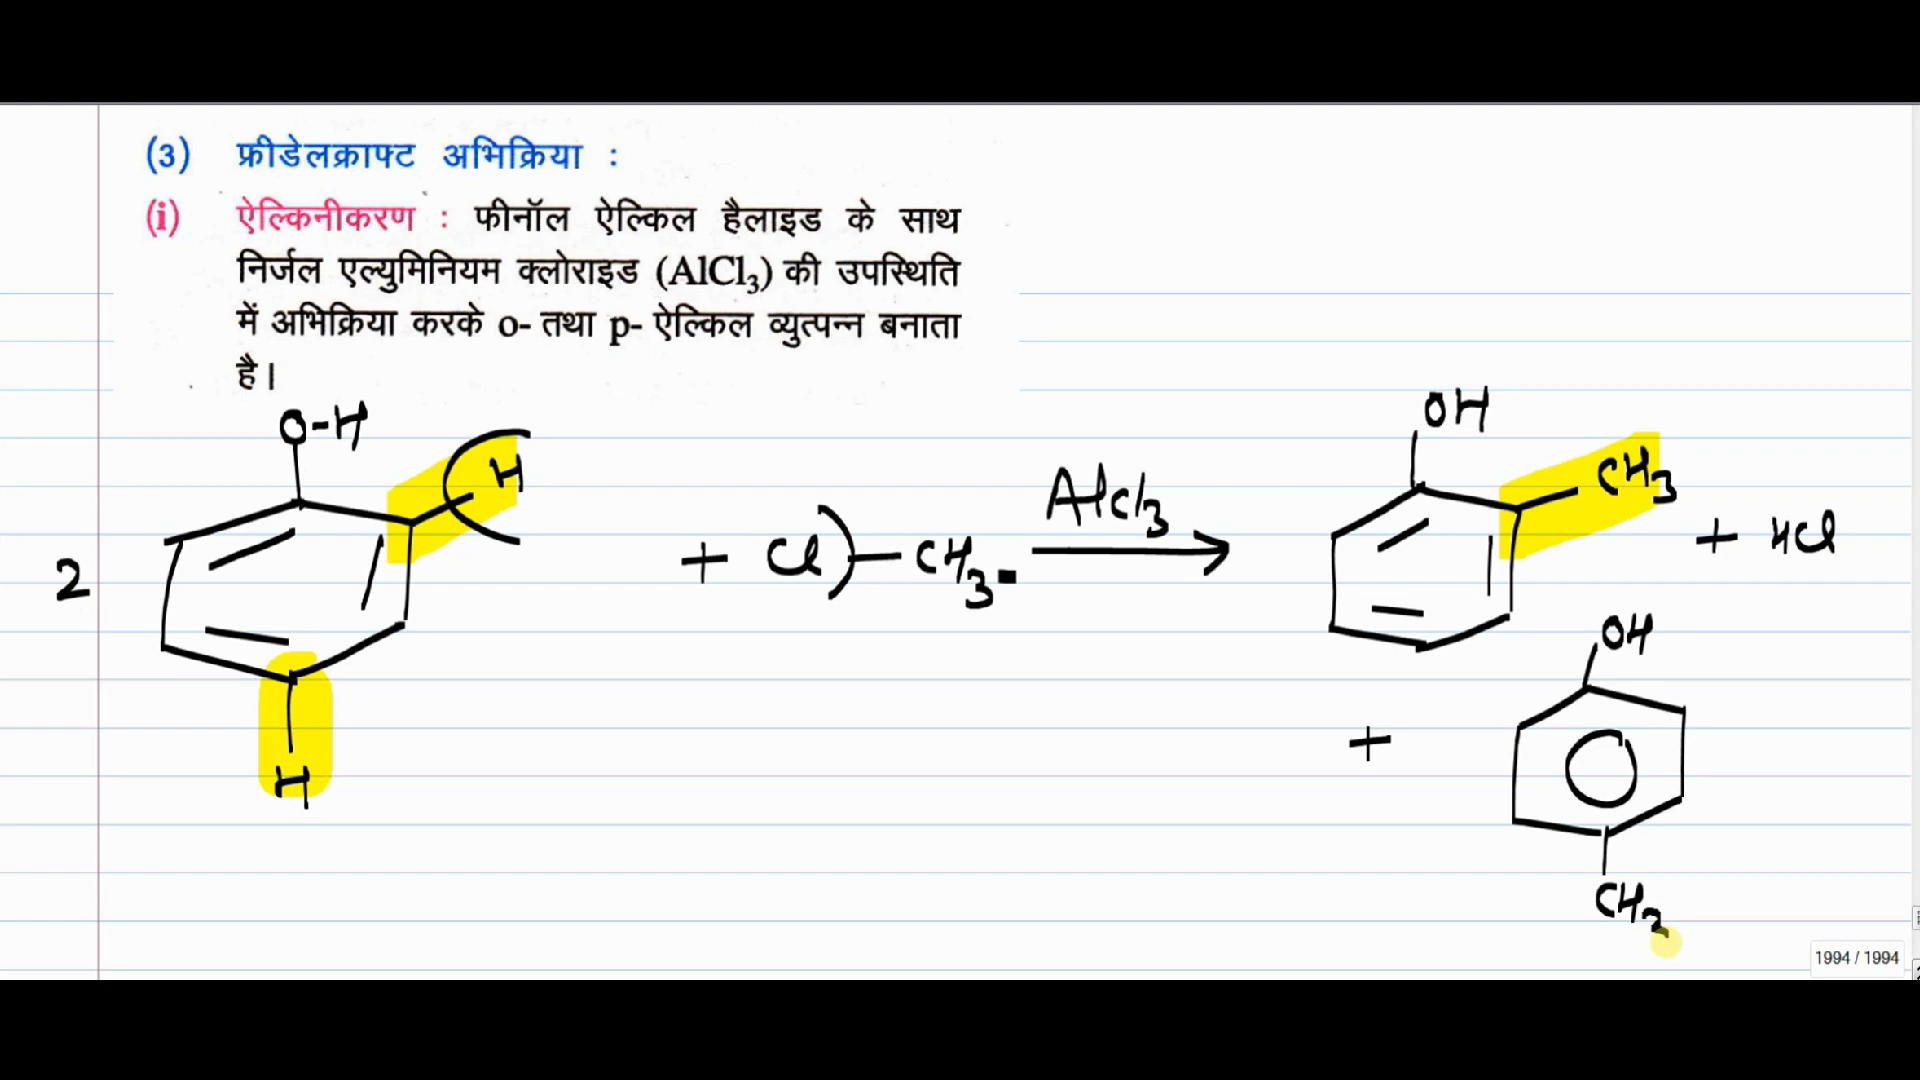 (3) फ्रीडेलक्राफ्ट अभिक्रिया :
(i) ऐल्किनीकरण : फीनॉल ऐल्किल हैलाइड के साथ
निर्जल एल्युमिनियम क्लोराइड (AlCl₃) की उपस्थिति
में अभिक्रिया करके o- तथा p- ऐल्किल व्युत्पन्न बनाता
है।
O-H
H
2
H
+ Cl)-CH₃
AlCl₃
OH
CH₃
+ HCl
+
OH
CH₃
1994 / 1994